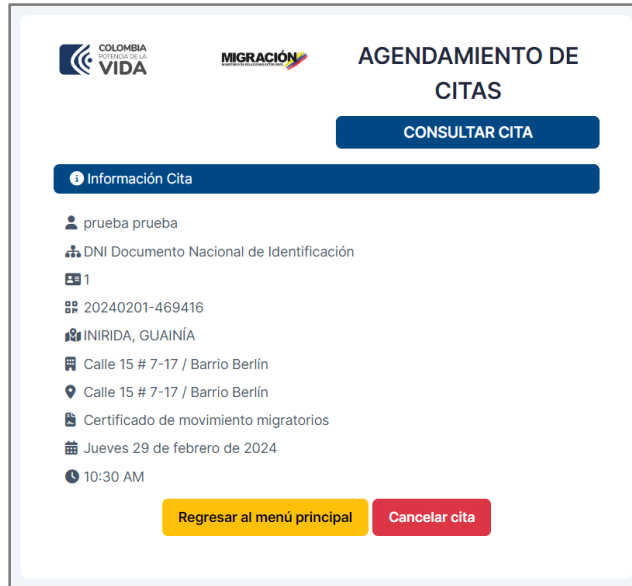 COLOMBIA
POTENCIA DE LA
VIDA
MIGRACIÓN
AGENDAMIENTO DE
CITAS
CONSULTAR CITA
Información Cita
prueba prueba
DNI Documento Nacional de Identificación
1
20240201-469416
INIRIDA, GUAINÍA
Calle 15 # 7-17 / Barrio Berlín
Calle 15 # 7-17 / Barrio Berlín
Certificado de movimiento migratorios
Jueves 29 de febrero de 2024
10:30 AM
Regresar al menú principal
Cancelar cita